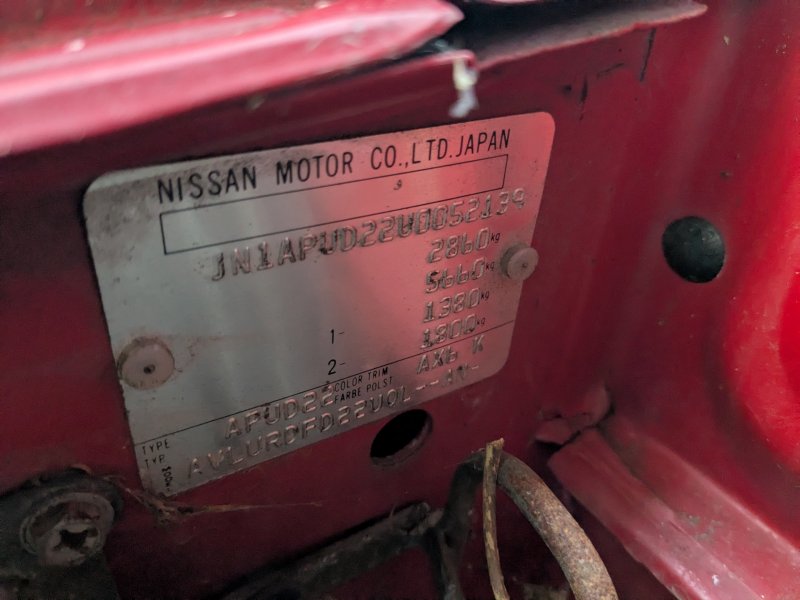 NISSAN MOTOR CO.,LTD.JAPAN
JN1APUD22U0052139
2860kg
5660kg
1- 1380kg
2- 1800kg
TYPE TYP APUD22 COLOR TRIM FARBE POLST AX6 K
AVLURDFD22UOL--AV-